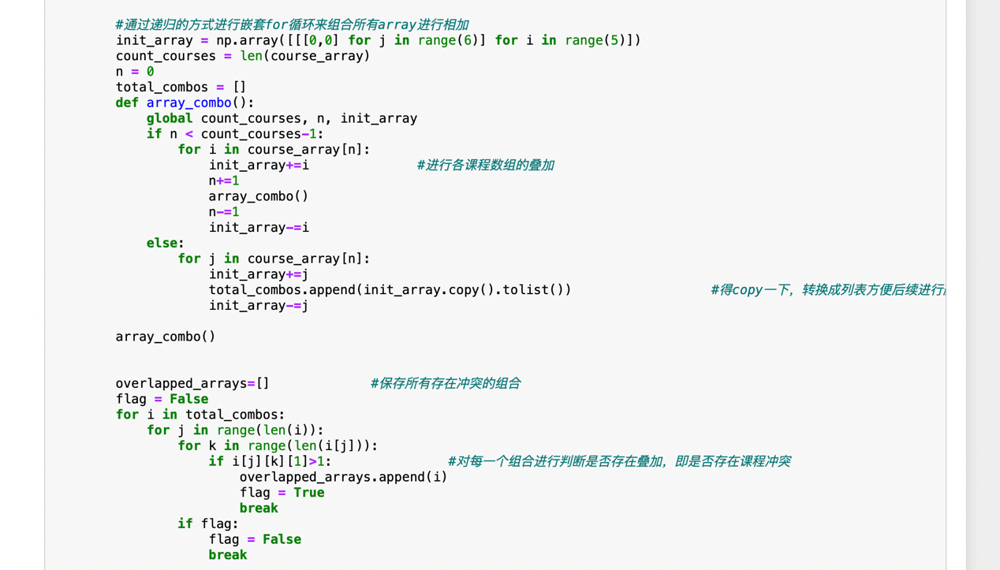 #通过递归的方式进行嵌套for循环来组合所有array进行相加
init_array = np.array([[[0,0] for j in range(6)] for i in range(5)])
count_courses = len(course_array)
n = 0
total_combos = []
def array_combo():
    global count_courses, n, init_array
    if n < count_courses-1:
        for i in course_array[n]:
            init_array+=i              #进行各课程数组的叠加
            n+=1
            array_combo()
            n-=1
            init_array-=i
    else:
        for j in course_array[n]:
            init_array+=j
            total_combos.append(init_array.copy().tolist())                  #得copy一下，转换成列表方便后续进行
            init_array-=j
array_combo()
overlapped_arrays=[]             #保存所有存在冲突的组合
flag = False
for i in total_combos:
    for j in range(len(i)):
        for k in range(len(i[j])):
            if i[j][k][1]>1:               #对每一个组合进行判断是否存在叠加，即是否存在课程冲突
                overlapped_arrays.append(i)
                flag = True
                break
        if flag:
            flag = False
            break